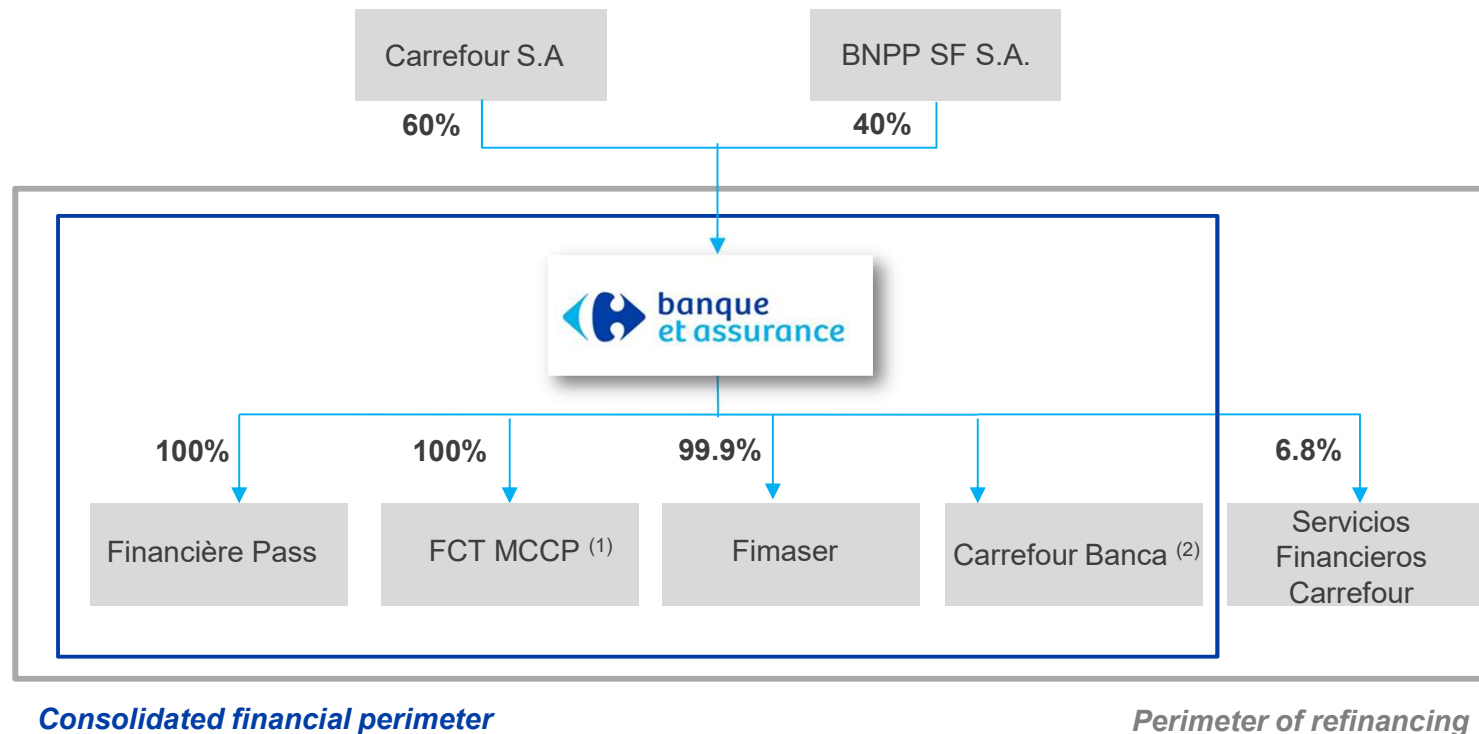 Carrefour S.A
BNPP SF S.A.
60%
40%
banque
et assurance
100%
100%
99.9%
6.8%
Financière Pass
FCT MCCP (1)
Fimaser
Carrefour Banca (2)
Servicios
Financieros
Carrefour
Consolidated financial perimeter
Perimeter of refinancing